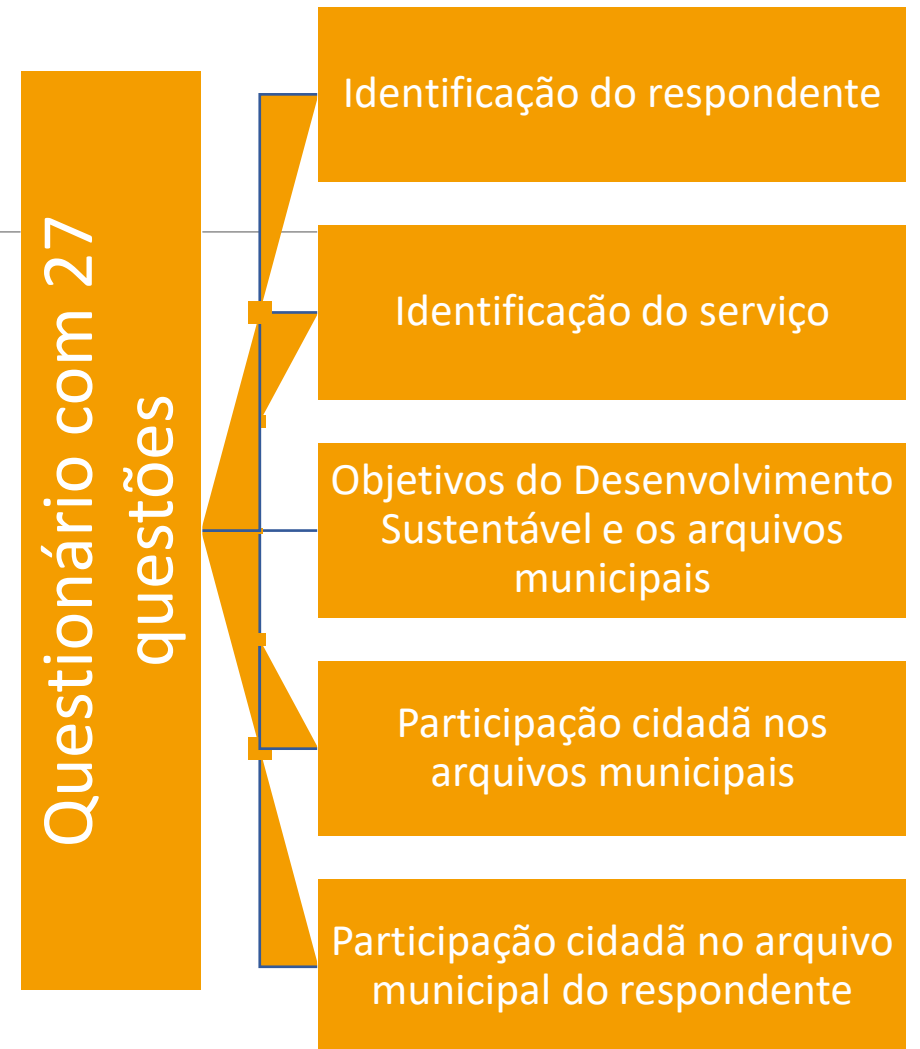 Questionário com 27
questões
Identificação do respondente
Identificação do serviço
Objetivos do Desenvolvimento
Sustentável e os arquivos
municipais
Participação cidadã nos
arquivos municipais
Participação cidadã no arquivo
municipal do respondente